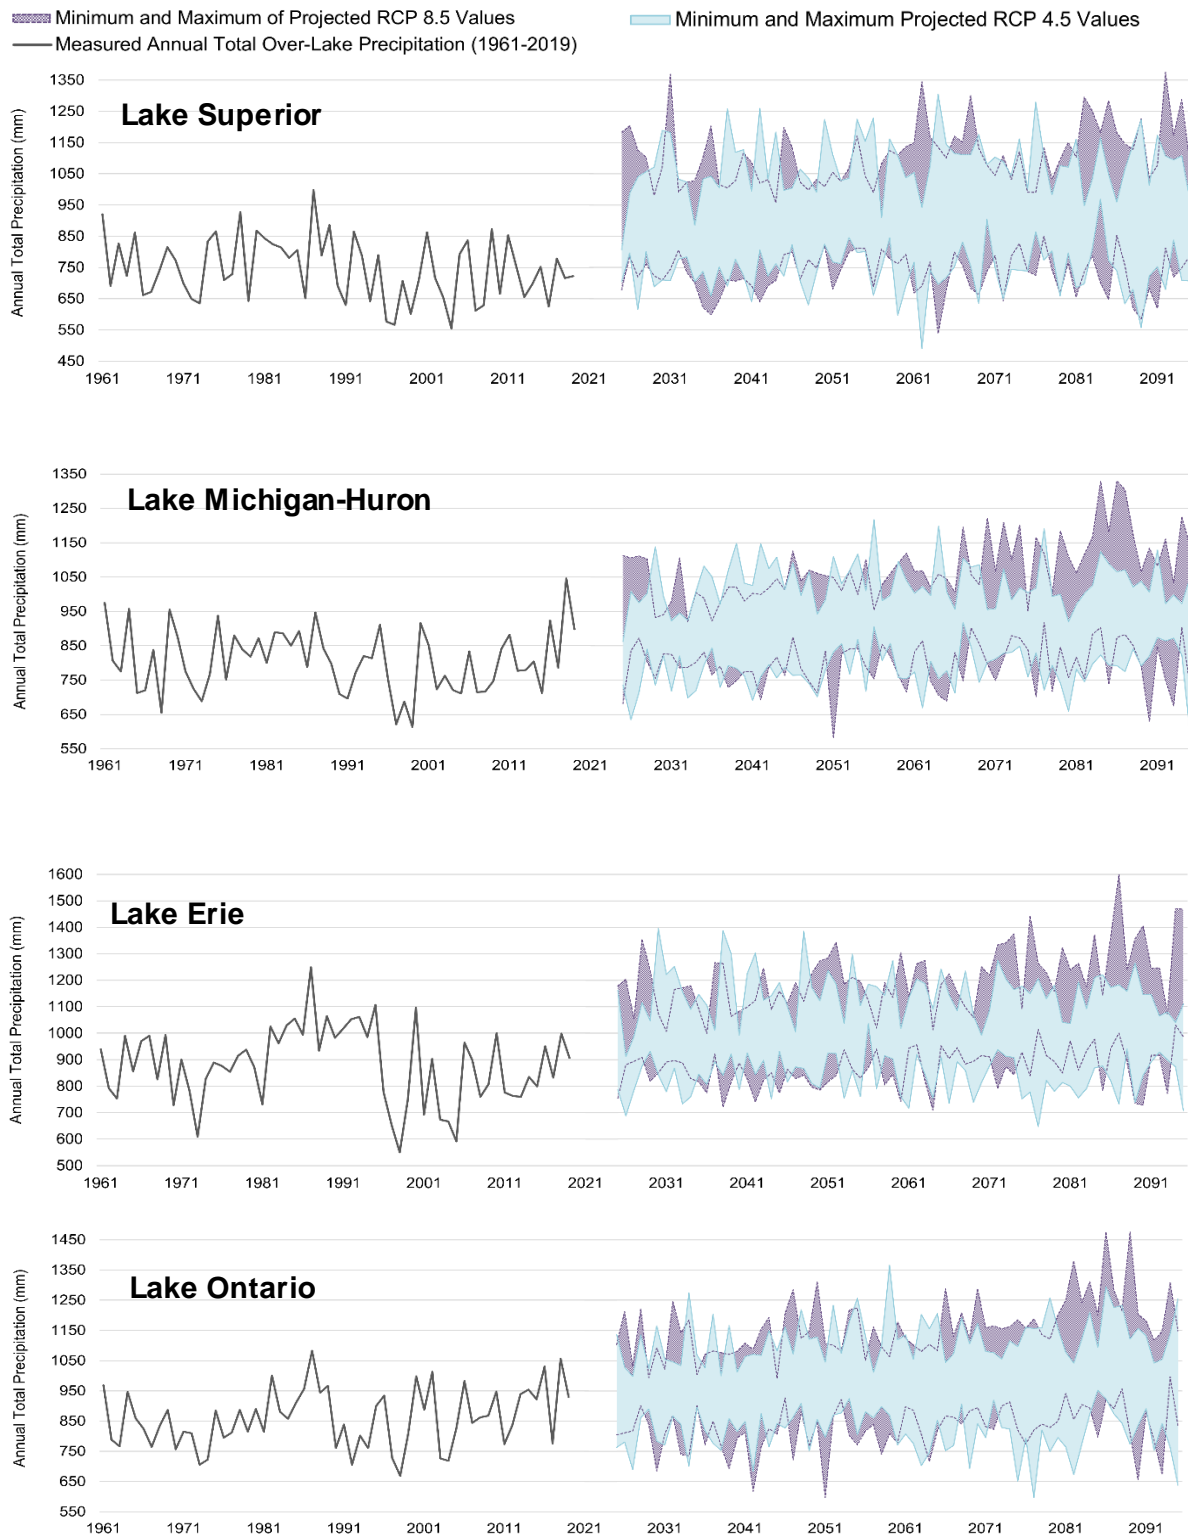 Minimum and Maximum of Projected RCP 8.5 Values
Minimum and Maximum Projected RCP 4.5 Values
Measured Annual Total Over-Lake Precipitation (1961-2019)
Lake Superior
Annual Total Precipitation (mm)
1350
1250
1150
1050
950
850
750
650
550
450
1961 1971 1981 1991 2001 2011 2021 2031 2041 2051 2061 2071 2081 2091
Lake Michigan-Huron
Annual Total Precipitation (mm)
1350
1250
1150
1050
950
850
750
650
550
1961 1971 1981 1991 2001 2011 2021 2031 2041 2051 2061 2071 2081 2091
Lake Erie
Annual Total Precipitation (mm)
1600
1500
1400
1300
1200
1100
1000
900
800
700
600
500
1961 1971 1981 1991 2001 2011 2021 2031 2041 2051 2061 2071 2081 2091
Lake Ontario
Annual Total Precipitation (mm)
1450
1350
1250
1150
1050
950
850
750
650
550
1961 1971 1981 1991 2001 2011 2021 2031 2041 2051 2061 2071 2081 2091